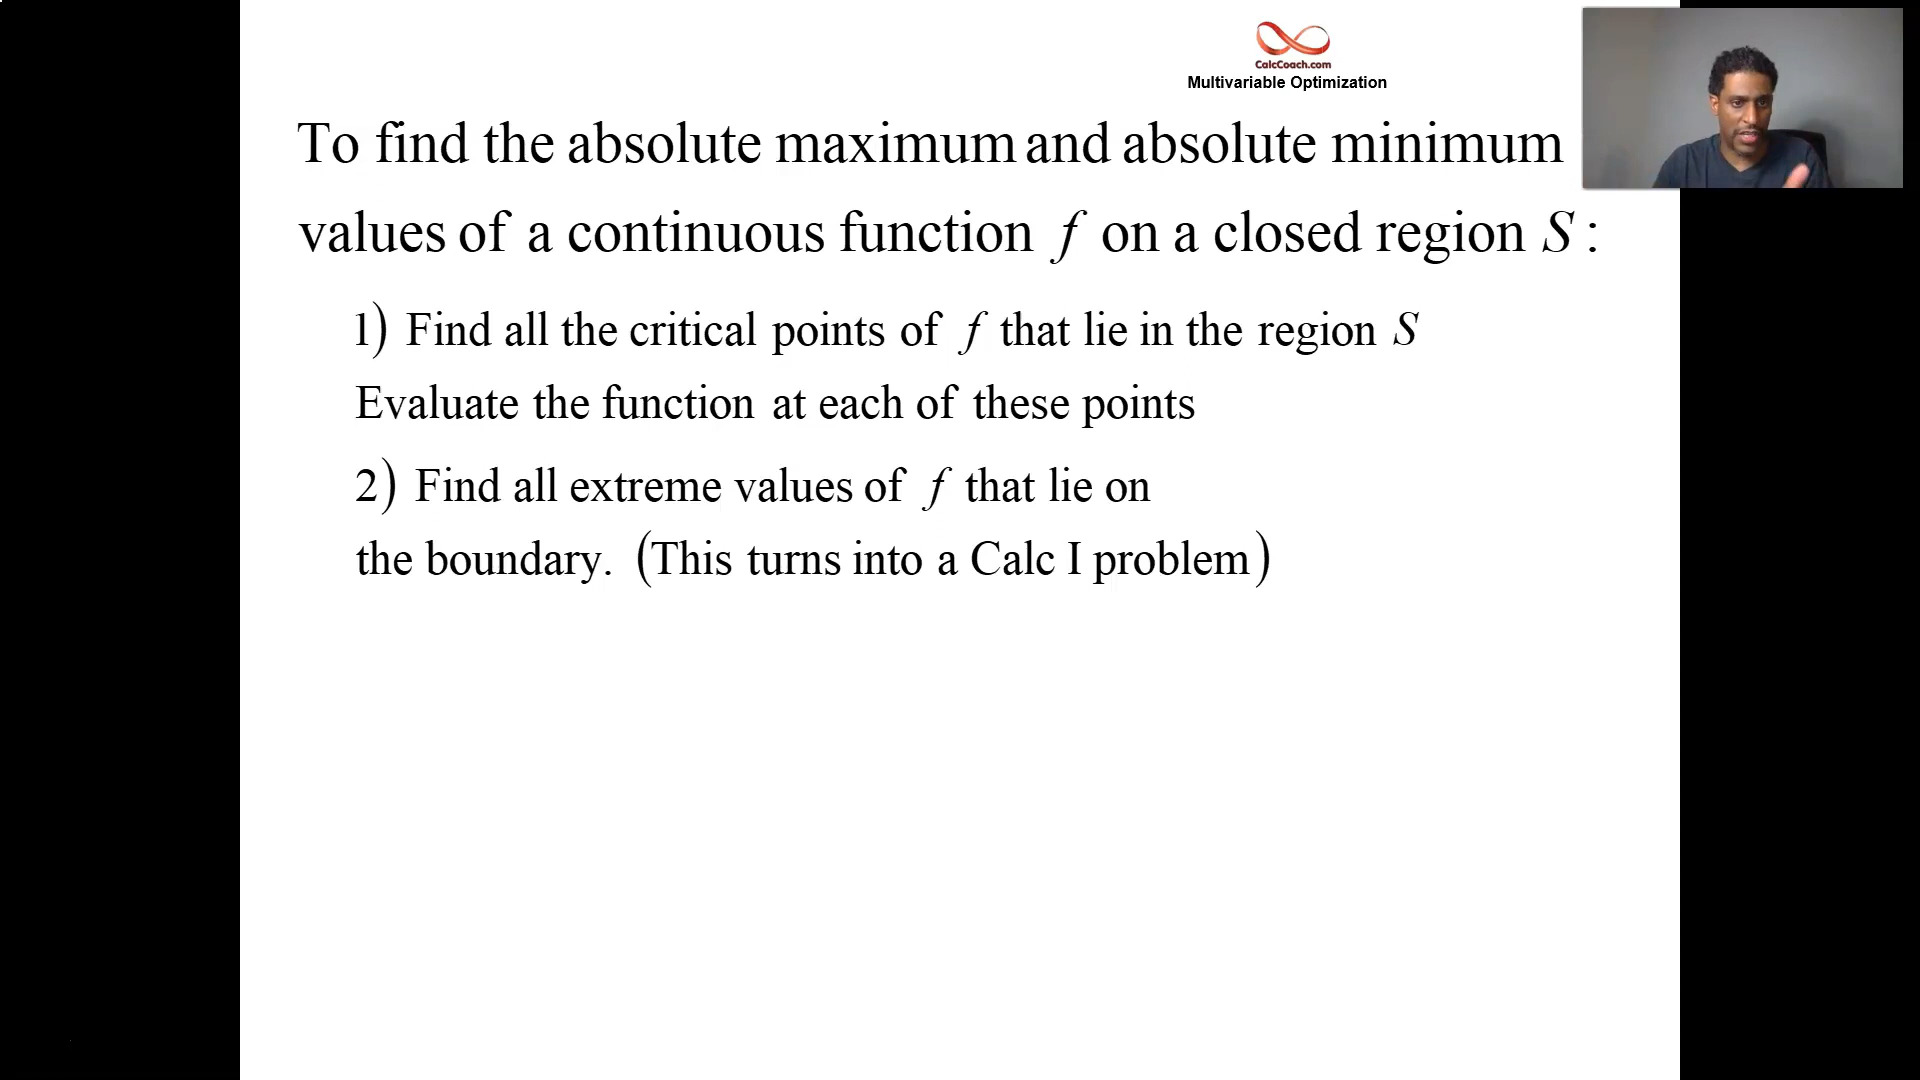 CalcCoach.com
Multivariable Optimization
To find the absolute maximum and absolute minimum
values of a continuous function f on a closed region S:
1) Find all the critical points of f that lie in the region S
Evaluate the function at each of these points
2) Find all extreme values of f that lie on
the boundary. (This turns into a Calc I problem)